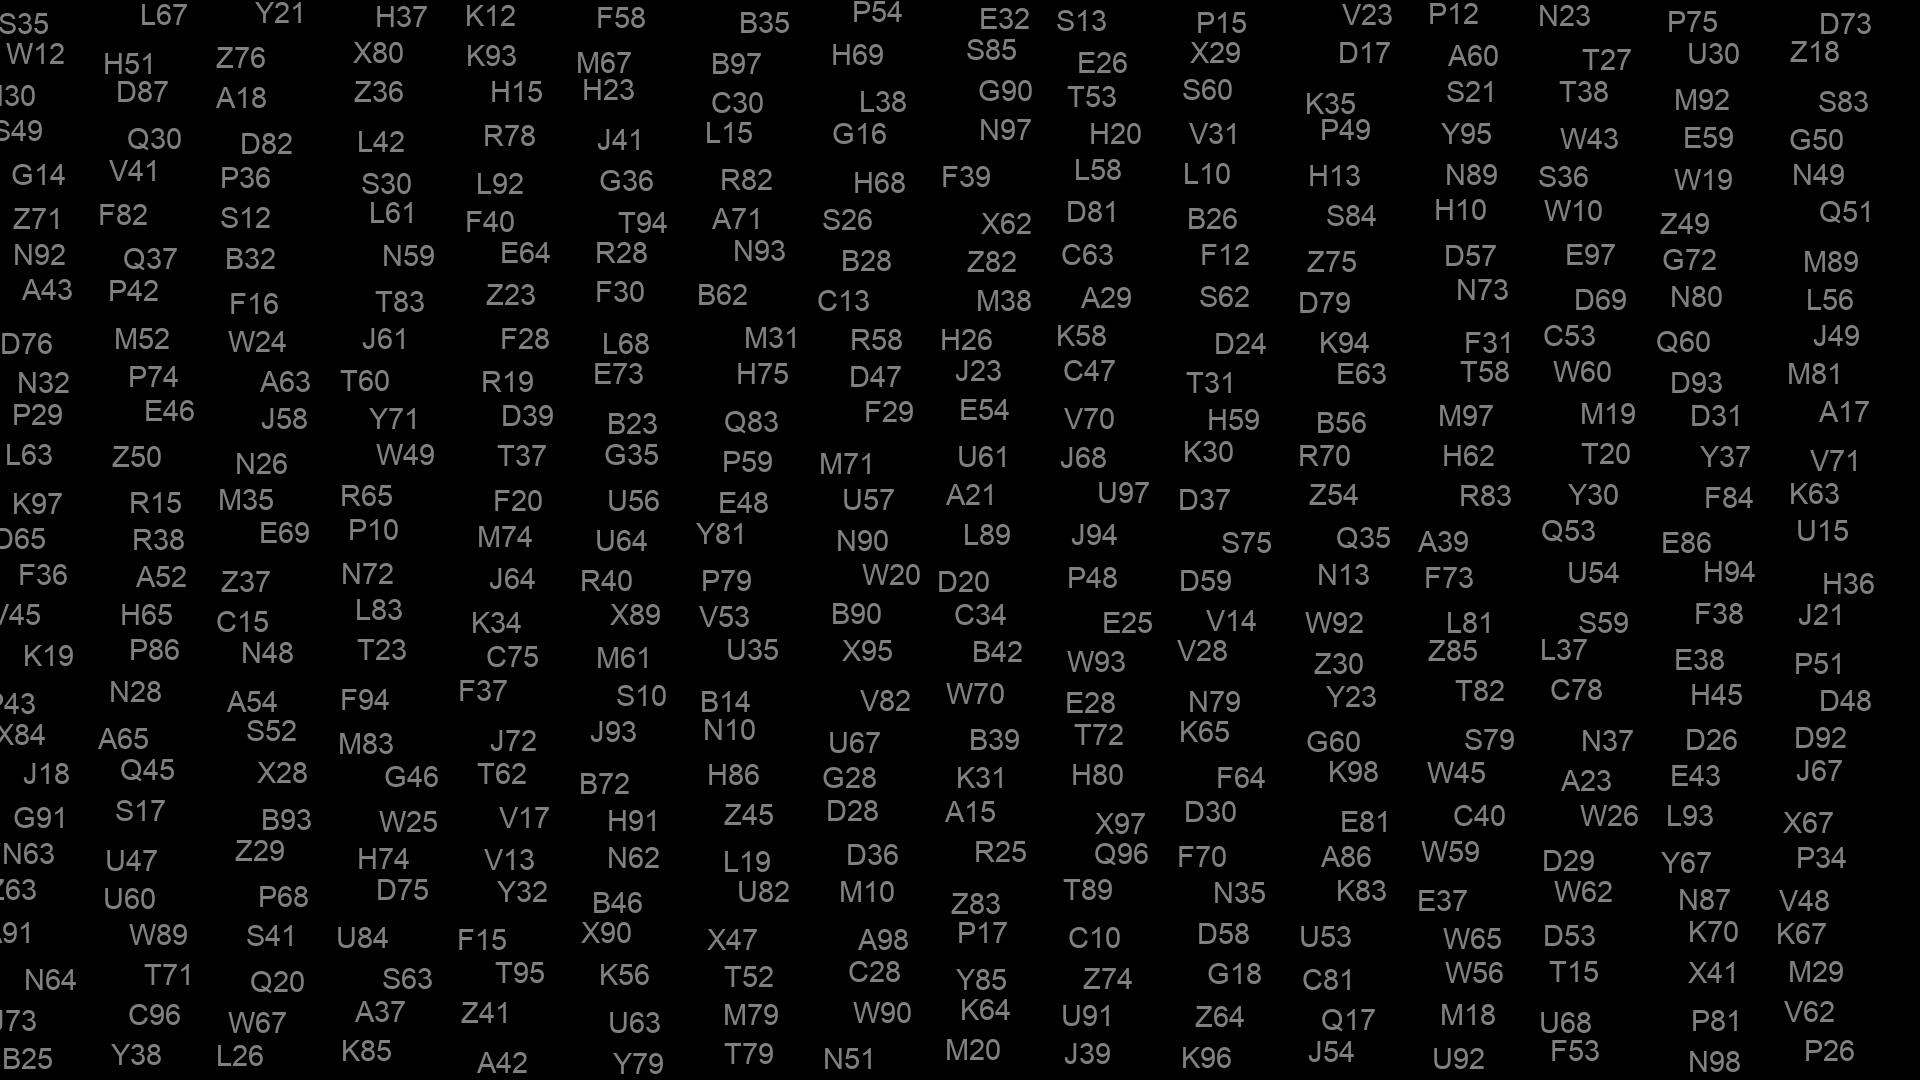 S35 L67 Y21 H37 K12 F58 B35 P54 E32 S13 P15 V23 P12 N23 P75 D73
W12 H51 Z76 X80 K93 M67 B97 H69 S85 E26 X29 D17 A60 T27 U30 Z18
D87 A18 Z36 H15 H23 C30 L38 G90 T53 S60 K35 S21 T38 M92 S83
S49 Q30 D82 L42 R78 J41 L15 G16 N97 H20 V31 P49 Y95 W43 E59 G50
G14 V41 P36 S30 L92 G36 R82 H68 F39 L58 L10 H13 N89 S36 W19 N49
Z71 F82 S12 L61 F40 T94 A71 S26 X62 D81 B26 S84 H10 W10 Z49 Q51
N92 Q37 B32 N59 E64 R28 N93 B28 Z82 C63 F12 Z75 D57 E97 G72 M89
A43 P42 F16 T83 Z23 F30 B62 C13 M38 A29 S62 D79 N73 D69 N80 L56
D76 M52 W24 J61 F28 L68 M31 R58 H26 K58 D24 K94 F31 C53 Q60 J49
N32 P74 A63 T60 R19 E73 H75 D47 J23 C47 T31 E63 T58 W60 D93 M81
P29 E46 J58 Y71 D39 B23 Q83 F29 E54 V70 H59 B56 M97 M19 D31 A17
L63 Z50 N26 W49 T37 G35 P59 M71 U61 J68 K30 R70 H62 T20 Y37 V71
K97 R15 M35 R65 F20 U56 E48 U57 A21 U97 D37 Z54 R83 Y30 F84 K63
D65 R38 E69 P10 M74 U64 Y81 N90 L89 J94 S75 Q35 A39 Q53 E86 U15
F36 A52 Z37 N72 J64 R40 P79 W20 D20 P48 D59 N13 F73 U54 H94 H36
V45 H65 C15 L83 K34 X89 V53 B90 C34 E25 V14 W92 L81 S59 F38 J21
K19 P86 N48 T23 C75 M61 U35 X95 B42 W93 V28 Z30 Z85 L37 E38 P51
P43 N28 A54 F94 F37 S10 B14 V82 W70 E28 N79 Y23 T82 C78 H45 D48
X84 A65 S52 M83 J72 J93 N10 U67 B39 T72 K65 G60 S79 N37 D26 D92
J18 Q45 X28 G46 T62 B72 H86 G28 K31 H80 F64 K98 W45 A23 E43 J67
G91 S17 B93 W25 V17 H91 Z45 D28 A15 X97 D30 E81 C40 W26 L93 X67
N63 U47 Z29 H74 V13 N62 L19 D36 R25 Q96 F70 A86 W59 D29 Y67 P34
Z63 U60 P68 D75 Y32 B46 U82 M10 Z83 T89 N35 K83 E37 W62 N87 V48
W89 S41 U84 F15 X90 X47 A98 P17 C10 D58 U53 W65 D53 K70 K67
N64 T71 Q20 S63 T95 K56 T52 C28 Y85 Z74 G18 C81 W56 T15 X41 M29
C96 W67 A37 Z41 U63 M79 W90 K64 U91 Z64 Q17 M18 U68 P81 V62
B25 Y38 L26 K85 A42 Y79 T79 N51 M20 J39 K96 J54 U92 F53 N98 P26